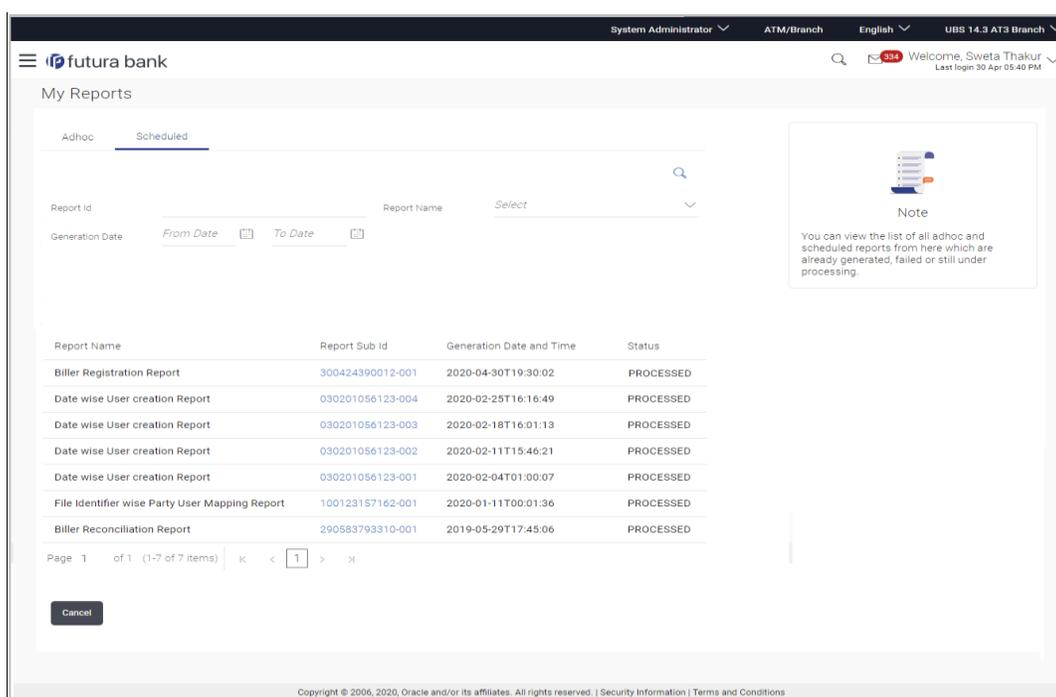 System Administrator ATM/Branch English UBS 14.3 AT3 Branch
futura bank 334 Welcome, Sweta Thakur
Last login 30 Apr 05:40 PM
My Reports
Adhoc Scheduled
Report Id Report Name Select
Generation Date From Date To Date
Note
You can view the list of all adhoc and
scheduled reports from here which are
already generated, failed or still under
processing.
Report Name Report Sub Id Generation Date and Time Status
Biller Registration Report 300424390012-001 2020-04-30T19:30:02 PROCESSED
Date wise User creation Report 030201056123-004 2020-02-25T16:16:49 PROCESSED
Date wise User creation Report 030201056123-003 2020-02-18T16:01:13 PROCESSED
Date wise User creation Report 030201056123-002 2020-02-11T15:46:21 PROCESSED
Date wise User creation Report 030201056123-001 2020-02-04T01:00:07 PROCESSED
File Identifier wise Party User Mapping Report 100123157162-001 2020-01-11T00:01:36 PROCESSED
Biller Reconciliation Report 290583793310-001 2019-05-29T17:45:06 PROCESSED
Page 1 of 1 (1-7 of 7 items) 1
Cancel
Copyright © 2006, 2020, Oracle and/or its affiliates. All rights reserved. | Security Information | Terms and Conditions